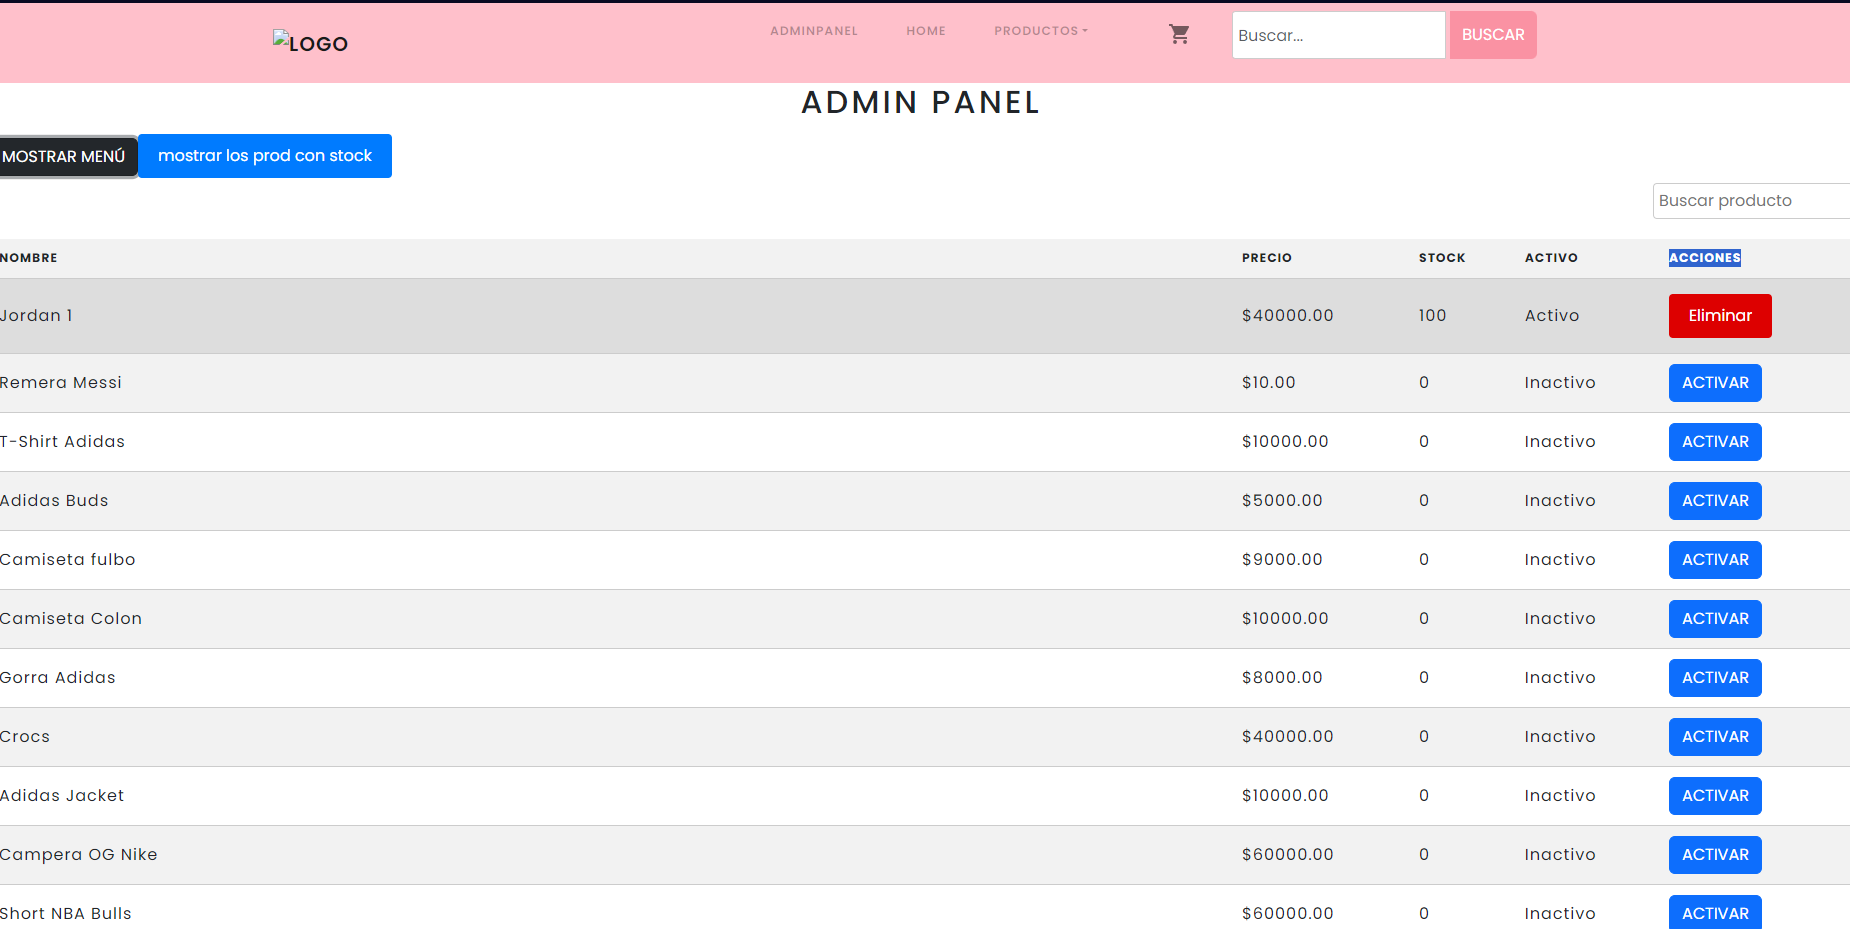 LOGO ADMINPANEL HOME PRODUCTOS Buscar... BUSCAR
ADMIN PANEL
MOSTRAR MENÚ mostrar los prod con stock
Buscar producto
NOMBRE PRECIO STOCK ACTIVO ACCIONES
Jordan 1 $40000.00 100 Activo Eliminar
Remera Messi $10.00 0 Inactivo ACTIVAR
T-Shirt Adidas $10000.00 0 Inactivo ACTIVAR
Adidas Buds $5000.00 0 Inactivo ACTIVAR
Camiseta fulbo $9000.00 0 Inactivo ACTIVAR
Camiseta Colon $10000.00 0 Inactivo ACTIVAR
Gorra Adidas $8000.00 0 Inactivo ACTIVAR
Crocs $40000.00 0 Inactivo ACTIVAR
Adidas Jacket $10000.00 0 Inactivo ACTIVAR
Campera OG Nike $60000.00 0 Inactivo ACTIVAR
Short NBA Bulls $60000.00 0 Inactivo ACTIVAR